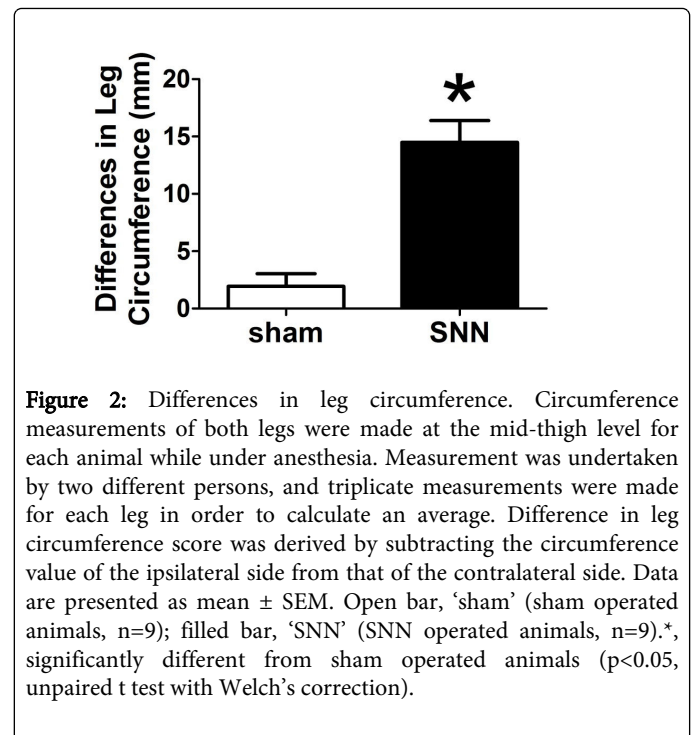 Differences in Leg
Circumference (mm)
20
15
10
5
0
*
sham
SNN
Figure 2: Differences in leg circumference. Circumference
measurements of both legs were made at the mid-thigh level for
each animal while under anesthesia. Measurement was undertaken
by two different persons, and triplicate measurements were made
for each leg in order to calculate an average. Difference in leg
circumference score was derived by subtracting the circumference
value of the ipsilateral side from that of the contralateral side. Data
are presented as mean ± SEM. Open bar, ‘sham’ (sham operated
animals, n=9); filled bar, ‘SNN’ (SNN operated animals, n=9).*,
significantly different from sham operated animals (p<0.05,
unpaired t test with Welch’s correction).